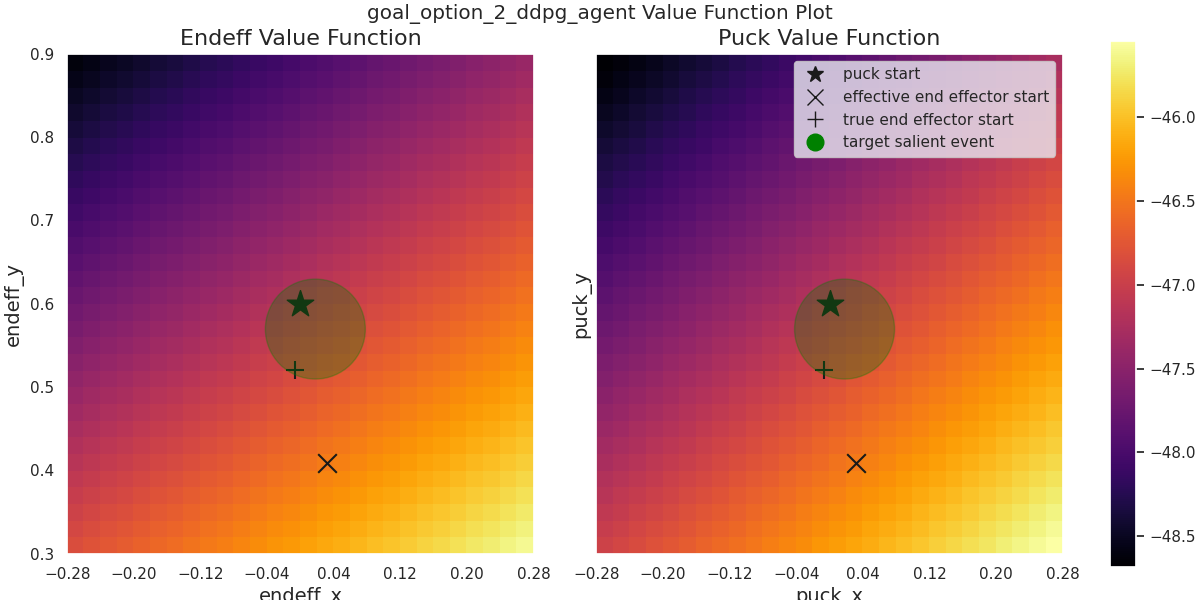 goal_option_2_ddpg_agent Value Function Plot
Endeff Value Function
Puck Value Function
endeff_y
0.9
0.8
0.7
0.6
0.5
0.4
0.3
−0.28 −0.20 −0.12 −0.04 0.04 0.12 0.20 0.28
endeff_x
puck_y
puck start
effective end effector start
true end effector start
target salient event
−0.28 −0.20 −0.12 −0.04 0.04 0.12 0.20 0.28
puck_x
−46.0
−46.5
−47.0
−47.5
−48.0
−48.5